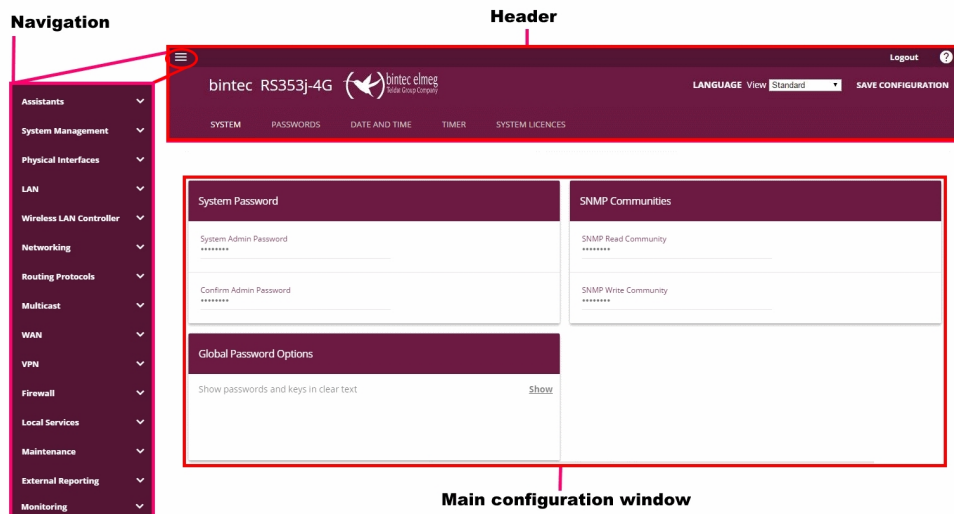 Navigation
Header
Logout ?
bintec RS353j-4G bintec elmeg
Teldat Group Company
LANGUAGE View Standard SAVE CONFIGURATION
SYSTEM PASSWORDS DATE AND TIME TIMER SYSTEM LICENCES
Assistants
System Management
Physical Interfaces
LAN
Wireless LAN Controller
Networking
Routing Protocols
Multicast
WAN
VPN
Firewall
Local Services
Maintenance
External Reporting
Monitoring
System Password
System Admin Password
••••••••
Confirm Admin Password
••••••••
SNMP Communities
SNMP Read Community
••••••••
SNMP Write Community
••••••••
Global Password Options
Show passwords and keys in clear text Show
Main configuration window